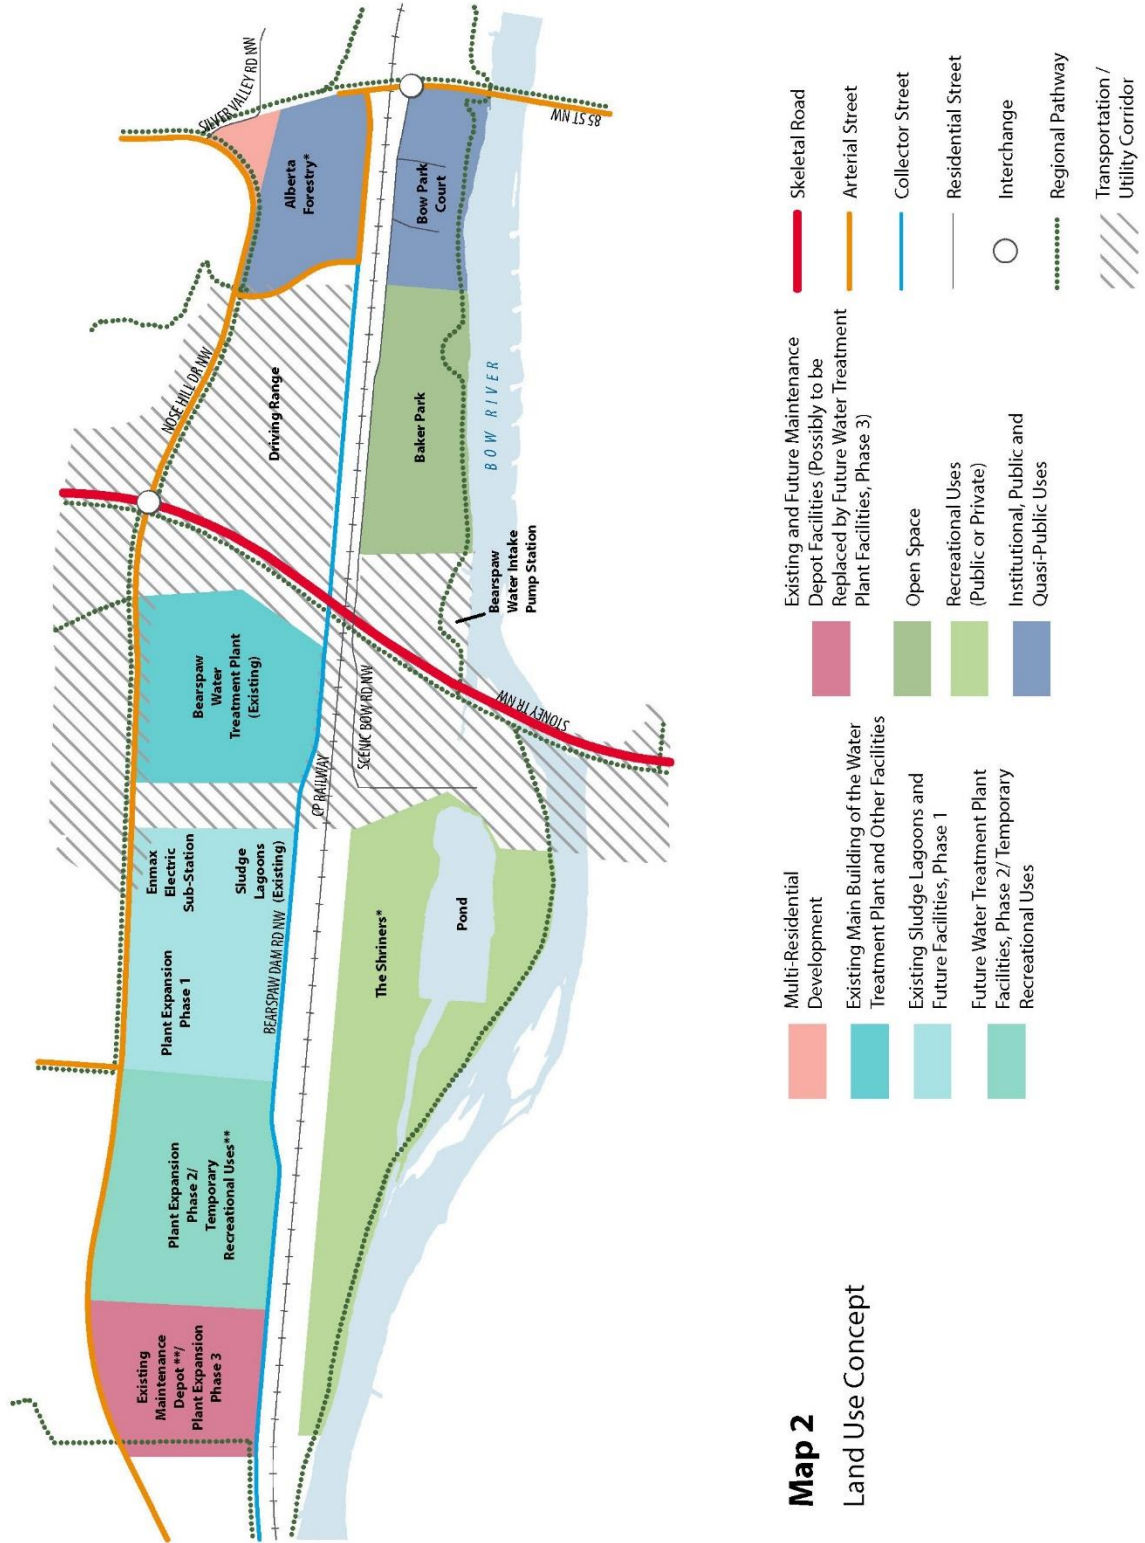 SILVER VALLEY RD NW
85 ST NW
Alberta
Forestry*
Bow Park
Court
NOSE HILL DR NW
Driving Range
Baker Park
BOW RIVER
Bearspaw
Water Intake
Pump Station
Bearspaw
Water
Treatment Plant
(Existing)
SCENIC BOW RD NW
STONEY TR NW
CP RAILWAY
Enmax
Electric
Sub-Station
Sludge
Lagoons
(Existing)
BEARSPAW DAM RD NW
Plant Expansion
Phase 1
The Shriners*
Pond
Plant Expansion
Phase 2/
Temporary
Recreational Uses**
Existing
Maintenance
Depot **/
Plant Expansion
Phase 3
Map 2
Land Use Concept
Multi-Residential
Development
Existing Main Building of the Water
Treatment Plant and Other Facilities
Existing Sludge Lagoons and
Future Facilities, Phase 1
Future Water Treatment Plant
Facilities, Phase 2/ Temporary
Recreational Uses
Existing and Future Maintenance
Depot Facilities (Possibly to be
Replaced by Future Water Treatment
Plant Facilities, Phase 3)
Open Space
Recreational Uses
(Public or Private)
Institutional, Public and
Quasi-Public Uses
Skeletal Road
Arterial Street
Collector Street
Residential Street
Interchange
Regional Pathway
Transportation /
Utility Corridor